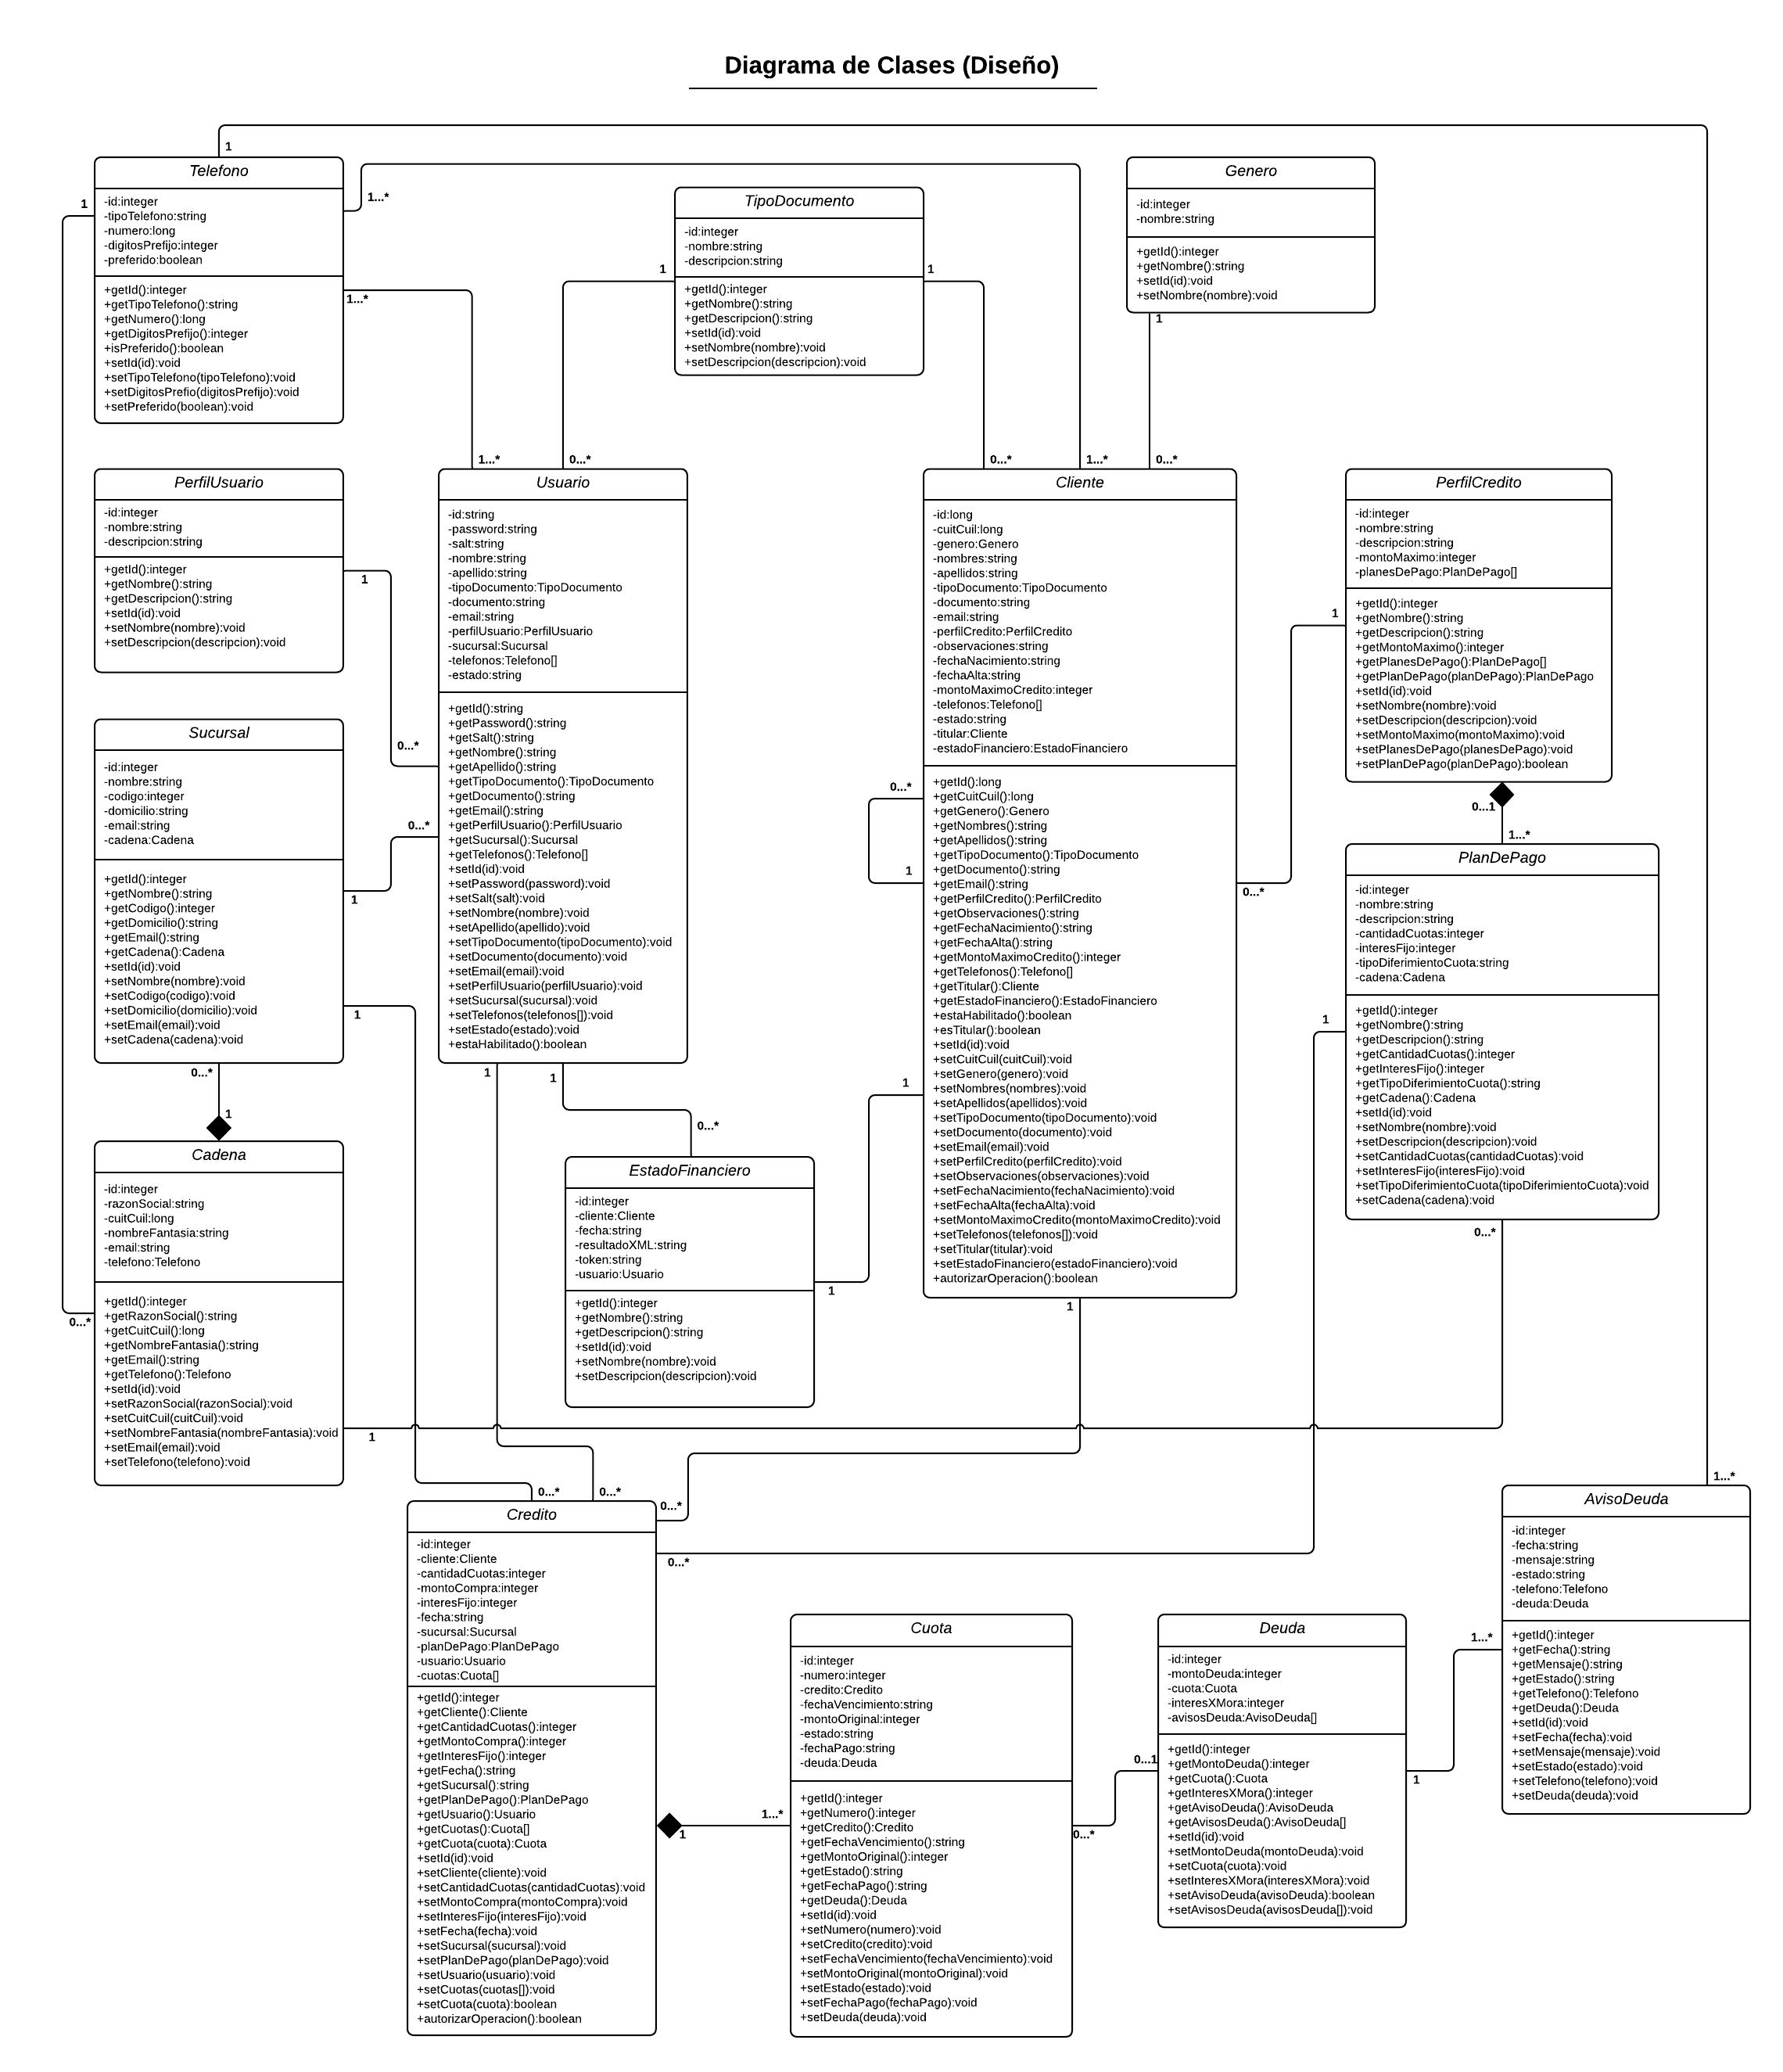 Diagrama de Clases (Diseño)
1
Telefono
-id:integer
-tipoTelefono:string
-numero:long
-digitosPrefijo:integer
-preferido:boolean
+getId():integer
+getTipoTelefono():string
+getNumero():long
+getDigitosPrefijo():integer
+isPreferido():boolean
+setId(id):void
+setTipoTelefono(tipoTelefono):void
+setDigitosPrefio(digitosPrefijo):void
+setPreferido(boolean):void
1
1...*
1...*
TipoDocumento
-id:integer
-nombre:string
-descripcion:string
+getId():integer
+getNombre():string
+getDescripcion():string
+setId(id):void
+setNombre(nombre):void
+setDescripcion(descripcion):void
1
1
Genero
-id:integer
-nombre:string
+getId():integer
+getNombre():string
+setId(id):void
+setNombre(nombre):void
1
PerfilUsuario
-id:integer
-nombre:string
-descripcion:string
+getId():integer
+getNombre():string
+getDescripcion():string
+setId(id):void
+setNombre(nombre):void
+setDescripcion(descripcion):void
1
1...*
0...*
Usuario
-id:string
-password:string
-salt:string
-nombre:string
-apellido:string
-tipoDocumento:TipoDocumento
-documento:string
-email:string
-perfilUsuario:PerfilUsuario
-sucursal:Sucursal
-telefonos:Telefono[]
-estado:string
+getId():string
+getPassword():string
+getSalt():string
+getNombre():string
+getApellido():string
+getTipoDocumento():TipoDocumento
+getDocumento():string
+getEmail():string
+getPerfilUsuario():PerfilUsuario
+getSucursal():Sucursal
+getTelefonos():Telefono[]
+setId(id):void
+setPassword(password):void
+setSalt(salt):void
+setNombre(nombre):void
+setApellido(apellido):void
+setTipoDocumento(tipoDocumento):void
+setDocumento(documento):void
+setEmail(email):void
+setPerfilUsuario(perfilUsuario):void
+setSucursal(sucursal):void
+setTelefonos(telefonos[]):void
+setEstado(estado):void
+estaHabilitado():boolean
0...*
0...*
1
1
0...*
1...*
0...*
Cliente
-id:long
-cuitCuil:long
-genero:Genero
-nombres:string
-apellidos:string
-tipoDocumento:TipoDocumento
-documento:string
-email:string
-perfilCredito:PerfilCredito
-observaciones:string
-fechaNacimiento:string
-fechaAlta:string
-montoMaximoCredito:integer
-telefonos:Telefono[]
-estado:string
-titular:Cliente
-estadoFinanciero:EstadoFinanciero
+getId():long
+getCuitCuil():long
+getGenero():Genero
+getNombres():string
+getApellidos():string
+getTipoDocumento():TipoDocumento
+getDocumento():string
+getEmail():string
+getPerfilCredito():PerfilCredito
+getObservaciones():string
+getFechaNacimiento():string
+getFechaAlta():string
+getMontoMaximoCredito():integer
+getTelefonos():Telefono[]
+getTitular():Cliente
+getEstadoFinanciero():EstadoFinanciero
+estaHabilitado():boolean
+esTitular():boolean
+setId(id):void
+setCuitCuil(cuitCuil):void
+setGenero(genero):void
+setNombres(nombres):void
+setApellidos(apellidos):void
+setTipoDocumento(tipoDocumento):void
+setDocumento(documento):void
+setEmail(email):void
+setPerfilCredito(perfilCredito):void
+setObservaciones(observaciones):void
+setFechaNacimiento(fechaNacimiento):void
+setFechaAlta(fechaAlta):void
+setMontoMaximoCredito(montoMaximoCredito):void
+setTelefonos(telefonos[]):void
+setTitular(titular):void
+setEstadoFinanciero(estadoFinanciero):void
+autorizarOperacion():boolean
0...*
1
1
0...*
1
PerfilCredito
-id:integer
-nombre:string
-descripcion:string
-montoMaximo:integer
-planesDePago:PlanDePago[]
+getId():integer
+getNombre():string
+getDescripcion():string
+getMontoMaximo():integer
+getPlanesDePago():PlanDePago[]
+getPlanDePago(planDePago):PlanDePago
+setId(id):void
+setNombre(nombre):void
+setDescripcion(descripcion):void
+setMontoMaximo(montoMaximo):void
+setPlanesDePago(planesDePago):void
+setPlanDePago(planDePago):boolean
1
0...1
1...*
PlanDePago
-id:integer
-nombre:string
-descripcion:string
-cantidadCuotas:integer
-interesFijo:integer
-tipoDiferimientoCuota:string
-cadena:Cadena
+getId():integer
+getNombre():string
+getDescripcion():string
+getCantidadCuotas():integer
+getInteresFijo():integer
+getTipoDiferimientoCuota():string
+getCadena():Cadena
+setId(id):void
+setNombre(nombre):void
+setDescripcion(descripcion):void
+setCantidadCuotas(cantidadCuotas):void
+setInteresFijo(interesFijo):void
+setTipoDiferimientoCuota(tipoDiferimientoCuota):void
+setCadena(cadena):void
1
0...*
Sucursal
-id:integer
-nombre:string
-codigo:integer
-domicilio:string
-email:string
-cadena:Cadena
+getId():integer
+getNombre():string
+getCodigo():integer
+getDomicilio():string
+getEmail():string
+getCadena():Cadena
+setId(id):void
+setNombre(nombre):void
+setCodigo(codigo):void
+setDomicilio(domicilio):void
+setEmail(email):void
+setCadena(cadena):void
1
1
0...*
1
Cadena
-id:integer
-razonSocial:string
-cuitCuil:long
-nombreFantasia:string
-email:string
-telefono:Telefono
+getId():integer
+getRazonSocial():string
+getCuitCuil():long
+getNombreFantasia():string
+getEmail():string
+getTelefono():Telefono
+setId(id):void
+setRazonSocial(razonSocial):void
+setCuitCuil(cuitCuil):void
+setNombreFantasia(nombreFantasia):void
+setEmail(email):void
+setTelefono(telefono):void
0...*
1
0...*
EstadoFinanciero
-id:integer
-cliente:Cliente
-fecha:string
-resultadoXML:string
-token:string
-usuario:Usuario
+getId():integer
+getNombre():string
+getDescripcion():string
+setId(id):void
+setNombre(nombre):void
+setDescripcion(descripcion):void
1
0...*
0...*
0...*
0...*
Credito
-id:integer
-cliente:Cliente
-cantidadCuotas:integer
-montoCompra:integer
-interesFijo:integer
-fecha:string
-sucursal:Sucursal
-planDePago:PlanDePago
-usuario:Usuario
-cuotas:Cuota[]
+getId():integer
+getCliente():Cliente
+getCantidadCuotas():integer
+getMontoCompra():integer
+getInteresFijo():integer
+getFecha():string
+getSucursal():string
+getPlanDePago():PlanDePago
+getUsuario():Usuario
+getCuotas():Cuota[]
+getCuota(cuota):Cuota
+setId(id):void
+setCliente(cliente):void
+setCantidadCuotas(cantidadCuotas):void
+setMontoCompra(montoCompra):void
+setInteresFijo(interesFijo):void
+setFecha(fecha):void
+setSucursal(sucursal):void
+setPlanDePago(planDePago):void
+setUsuario(usuario):void
+setCuotas(cuotas[]):void
+setCuota(cuota):boolean
+autorizarOperacion():boolean
1
1...*
Cuota
-id:integer
-numero:integer
-credito:Credito
-fechaVencimiento:string
-montoOriginal:integer
-estado:string
-fechaPago:string
-deuda:Deuda
+getId():integer
+getNumero():integer
+getCredito():Credito
+getFechaVencimiento():string
+getMontoOriginal():integer
+getEstado():string
+getFechaPago():string
+getDeuda():Deuda
+setId(id):void
+setNumero(numero):void
+setCredito(credito):void
+setFechaVencimiento(fechaVencimiento):void
+setMontoOriginal(montoOriginal):void
+setEstado(estado):void
+setFechaPago(fechaPago):void
+setDeuda(deuda):void
0...*
0...1
Deuda
-id:integer
-montoDeuda:integer
-cuota:Cuota
-interesXMora:integer
-avisosDeuda:AvisoDeuda[]
+getId():integer
+getMontoDeuda():integer
+getCuota():Cuota
+getInteresXMora():integer
+getAvisoDeuda():AvisoDeuda
+getAvisosDeuda():AvisoDeuda[]
+setId(id):void
+setMontoDeuda(montoDeuda):void
+setCuota(cuota):void
+setInteresXMora(interesXMora):void
+setAvisoDeuda(avisoDeuda):boolean
+setAvisosDeuda(avisosDeuda[]):void
1
1...*
1...*
AvisoDeuda
-id:integer
-fecha:string
-mensaje:string
-estado:string
-telefono:Telefono
-deuda:Deuda
+getId():integer
+getFecha():string
+getMensaje():string
+getEstado():string
+getTelefono():Telefono
+getDeuda():Deuda
+setId(id):void
+setFecha(fecha):void
+setMensaje(mensaje):void
+setEstado(estado):void
+setTelefono(telefono):void
+setDeuda(deuda):void